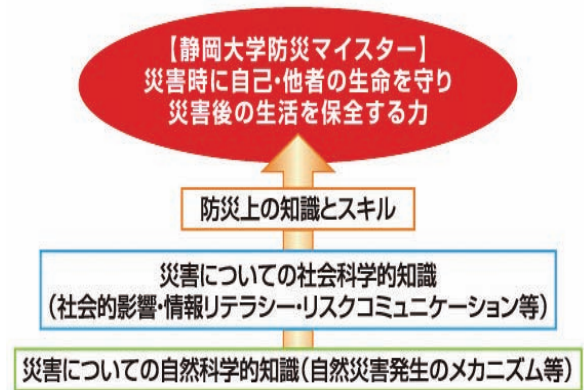 【静岡大学防災マイスター】
災害時に自己・他者の生命を守り
災害後の生活を保全する力
防災上の知識とスキル
災害についての社会科学的知識
（社会的影響・情報リテラシー・リスクコミュニケーション等）
災害についての自然科学的知識（自然災害発生のメカニズム等）